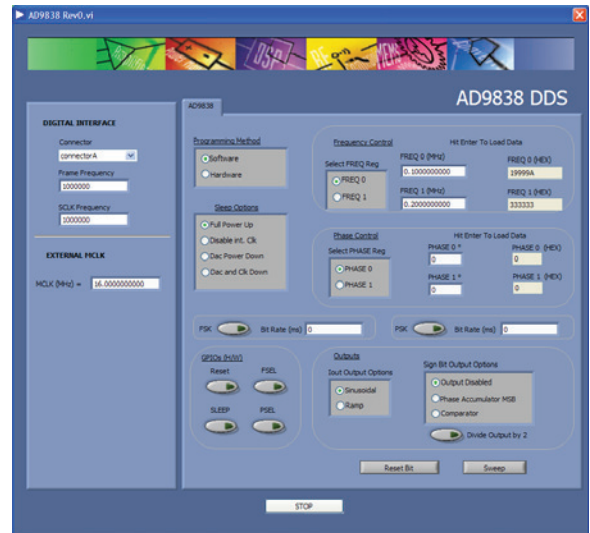 AD9838 Rev0.vi
DSP
RF
MEMS
AD9838 DDS
DIGITAL INTERFACE
Connector
connectorA
Frame Frequency
1000000
SCLK Frequency
1000000
EXTERNAL MCLK
MCLK (MHz) = 16.0000000000
AD9838
Programming Method
Software
Hardware
Sleep Options
Full Power Up
Disable int. Clk
Dac Power Down
Dac and Clk Down
Frequency Control
Hit Enter To Load Data
Select FREQ Reg
FREQ 0
FREQ 1
FREQ 0 (MHz)
0.1000000000
FREQ 0 (HEX)
19999A
FREQ 1 (MHz)
0.2000000000
FREQ 1 (HEX)
333333
Phase Control
Hit Enter To Load Data
Select PHASE Reg
PHASE 0
PHASE 1
PHASE 0 °
0
PHASE 0 (HEX)
0
PHASE 1 °
0
PHASE 1 (HEX)
0
FSK
Bit Rate (ms) 0
PSK
Bit Rate (ms) 0
GPIOs (H/W)
Reset
FSEL
SLEEP
PSEL
Outputs
Iout Output Options
Sinusoidal
Ramp
Sign Bit Output Options
Output Disabled
Phase Accumulator MSB
Comparator
Divide Output by 2
Reset Bit
Sweep
STOP